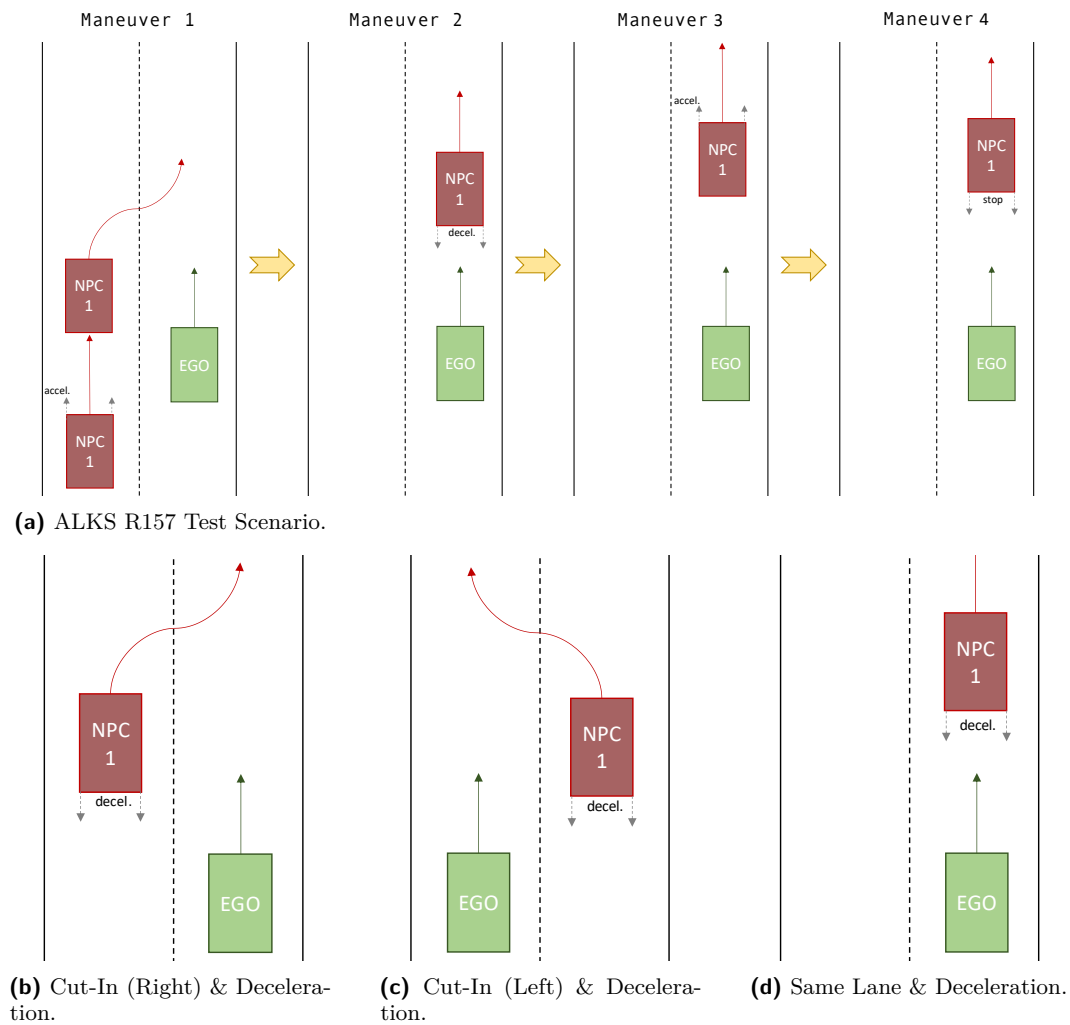 Maneuver 1
Maneuver 2
Maneuver 3
Maneuver 4
NPC
1
accel.
NPC
1
EGO
NPC
1
decel.
EGO
accel.
NPC
1
EGO
NPC
1
stop
EGO
(a) ALKS R157 Test Scenario.
NPC
1
decel.
EGO
NPC
1
decel.
EGO
NPC
1
decel.
EGO
(b) Cut-In (Right) & Decelera-
tion.
(c) Cut-In (Left) & Decelera-
tion.
(d) Same Lane & Deceleration.